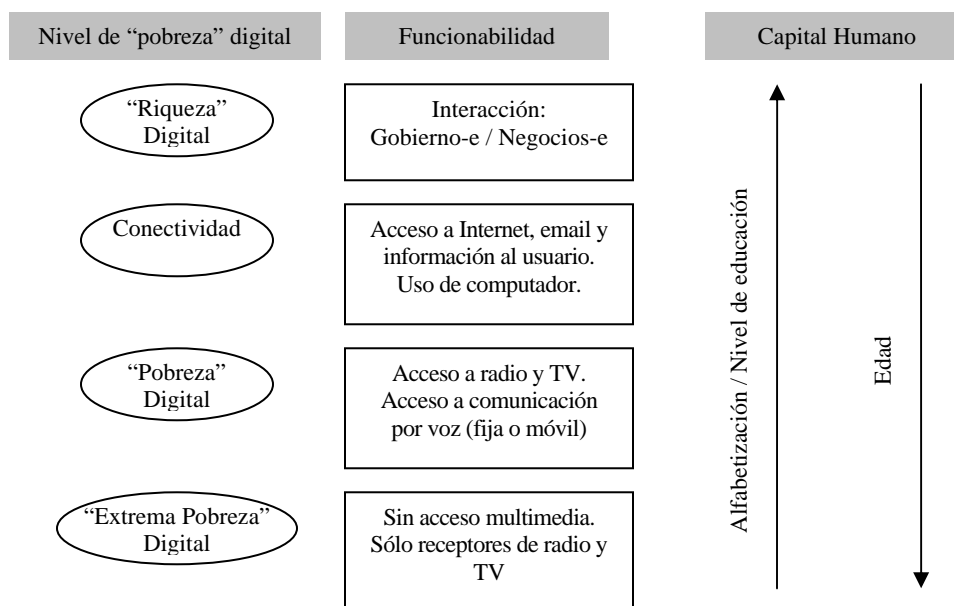 Nivel de “pobreza” digital
Funcionabilidad
Capital Humano
“Riqueza”
Digital
Interacción:
Gobierno-e / Negocios-e
Conectividad
Acceso a Internet, email y
información al usuario.
Uso de computador.
“Pobreza”
Digital
Acceso a radio y TV.
Acceso a comunicación
por voz (fija o móvil)
“Extrema Pobreza”
Digital
Sin acceso multimedia.
Sólo receptores de radio y
TV
Alfabetización / Nivel de educación
Edad